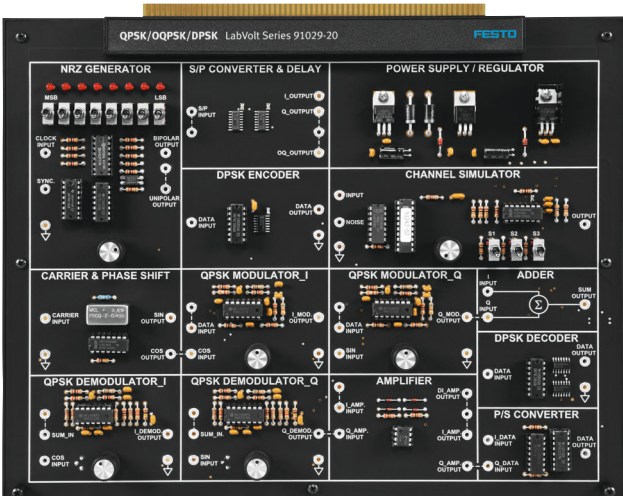 QPSK/OQPSK/DPSK LabVolt Series 91029-20
FESTO
NRZ GENERATOR
MSB
LSB
CLOCK INPUT
BIPOLAR OUTPUT
SYNC.
UNIPOLAR OUTPUT
S/P CONVERTER & DELAY
S/P INPUT
I_OUTPUT
Q_OUTPUT
OQ_OUTPUT
POWER SUPPLY / REGULATOR
DPSK ENCODER
DATA INPUT
DATA OUTPUT
CHANNEL SIMULATOR
INPUT
NOISE
S1
S2
S3
OUTPUT
CARRIER & PHASE SHIFT
CARRIER INPUT
SIN OUTPUT
COS OUTPUT
QPSK MODULATOR_I
DATA INPUT
I_MOD. OUTPUT
COS INPUT
QPSK MODULATOR_Q
DATA INPUT
Q_MOD. OUTPUT
SIN INPUT
ADDER
I INPUT
Q INPUT
Σ
SUM OUTPUT
DPSK DECODER
DATA INPUT
DATA OUTPUT
QPSK DEMODULATOR_I
SUM_IN
I_DEMOD. OUTPUT
COS INPUT
QPSK DEMODULATOR_Q
SUM_IN.
Q_DEMOD. OUTPUT
SIN INPUT
AMPLIFIER
I_AMP. INPUT
DI_AMP. OUTPUT
Q_AMP. INPUT
I_AMP. OUTPUT
Q_AMP. OUTPUT
P/S CONVERTER
I_DATA INPUT
DATA OUTPUT
Q_DATA INPUT